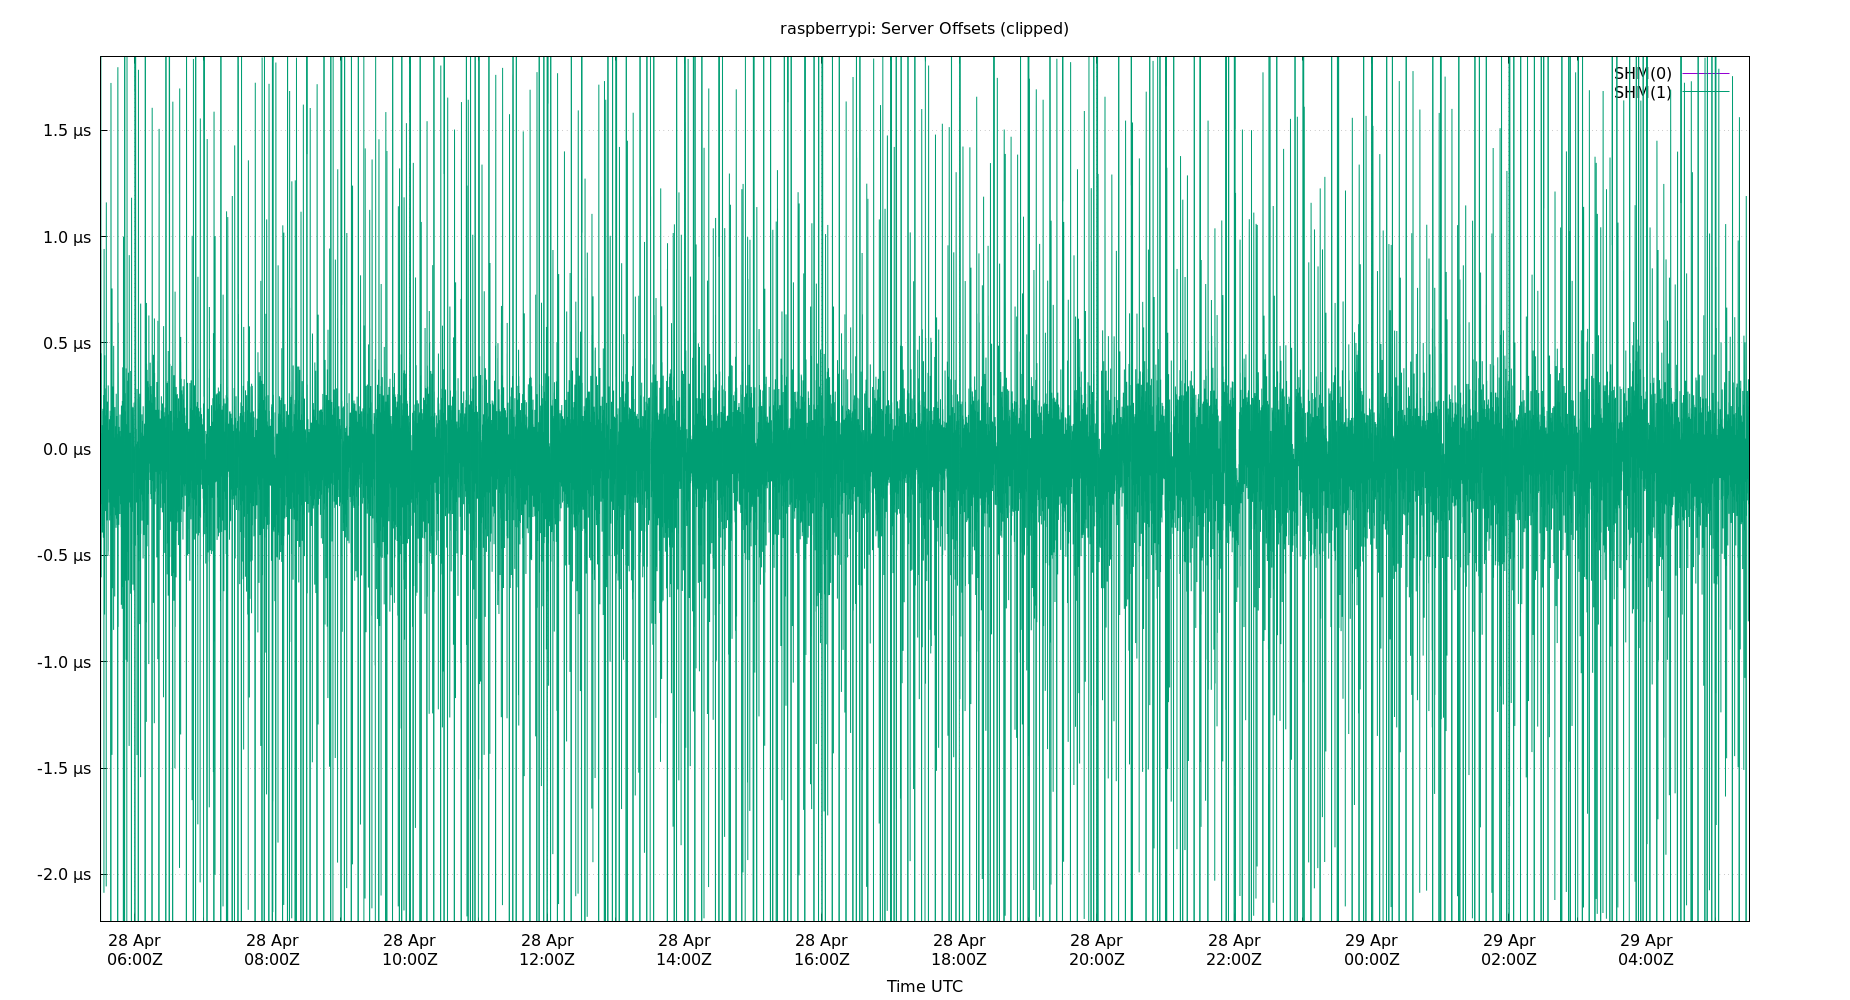 raspberrypi: Server Offsets (clipped)
SHM(0)
SHM(1)
1.5 µs
1.0 µs
0.5 µs
0.0 µs
-0.5 µs
-1.0 µs
-1.5 µs
-2.0 µs
28 Apr 28 Apr 28 Apr 28 Apr 28 Apr 28 Apr 28 Apr 28 Apr 28 Apr 29 Apr 29 Apr 29 Apr
06:00Z 08:00Z 10:00Z 12:00Z 14:00Z 16:00Z 18:00Z 20:00Z 22:00Z 00:00Z 02:00Z 04:00Z
Time UTC